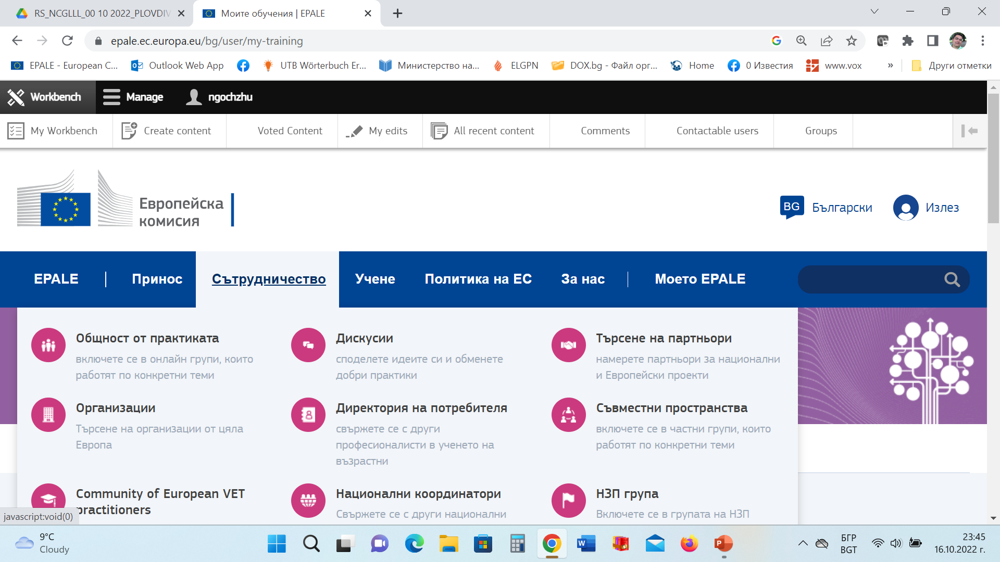 RS_NCGLLL_00 10 2022_PLOVDIV
Моите обучения | EPALE
epale.ec.europa.eu/bg/user/my-training
EPALE - European C...
Outlook Web App
UTB Wörterbuch Er...
Министерство на...
ELGPN
DOX.bg - Файл орг...
Home
0 Известия
www.vox
»
Други отметки
Workbench
Manage
ngochzhu
My Workbench
Create content
Voted Content
My edits
All recent content
Comments
Contactable users
Groups
Европейска
комисия
BG
Български
Излез
EPALE
Принос
Сътрудничество
Учене
Политика на ЕС
За нас
Моето EPALE
Общност от практиката
включете се в онлайн групи, които
работят по конкретни теми
Дискусии
споделете идеите си и обменете
добри практики
Търсене на партньори
намерете партньори за национални
и Европейски проекти
Организации
Търсене на организации от цяла
Европа
Директория на потребителя
свържете се с други
професионалисти в ученето на
възрастни
Съвместни пространства
включете се в частни групи, които
работят по конкретни теми
Community of European VET
practitioners
Национални координатори
Свържете се с други национални
НЗП група
Включете се в групата на НЗП
javascript:void(0)
9°C
Cloudy
БГР
BGT
23:45
16.10.2022 г.